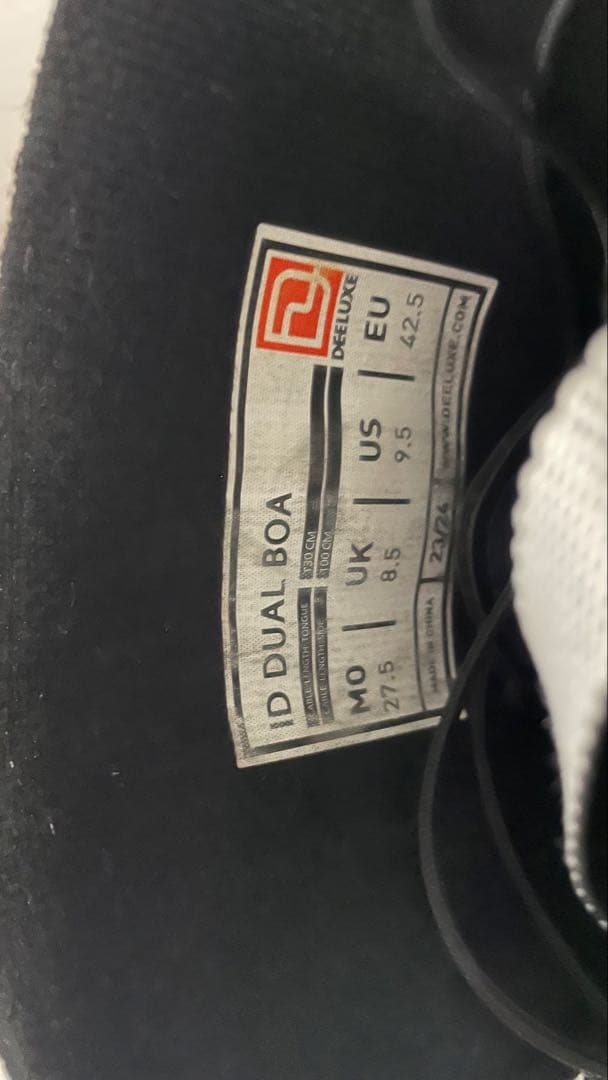 DEELUXE
ID DUAL BOA
CABLE LENGTH TONGUE 130 CM
CABLE LENGTH SIDE 100 CM
MO | UK | US | EU
27.5 | 8.5 | 9.5 | 42.5
MADE IN CHINA 23/24 WWW.DEELUXE.COM